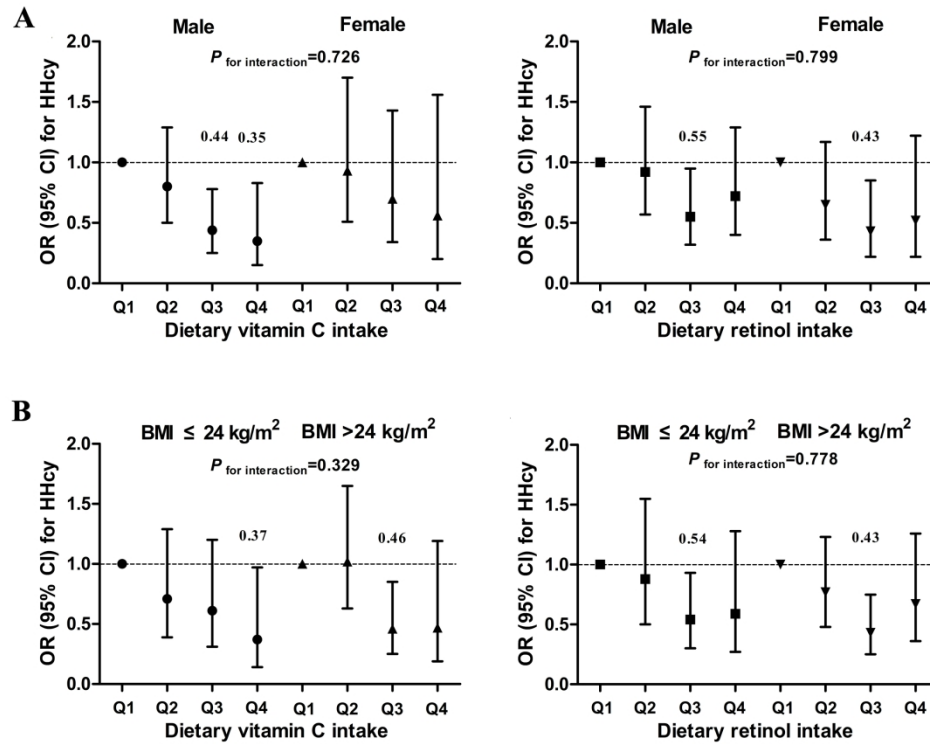 A
Male Female
P for interaction=0.726
OR (95% CI) for HHcy
2.0
1.5
1.0
0.5
0.0
0.44 0.35
Q1 Q2 Q3 Q4 Q1 Q2 Q3 Q4
Dietary vitamin C intake
Male Female
P for interaction=0.799
OR (95% CI) for HHcy
2.0
1.5
1.0
0.5
0.0
0.55 0.43
Q1 Q2 Q3 Q4 Q1 Q2 Q3 Q4
Dietary retinol intake
B
BMI ≤ 24 kg/m² BMI >24 kg/m²
P for interaction=0.329
OR (95% CI) for HHcy
2.0
1.5
1.0
0.5
0.0
0.37 0.46
Q1 Q2 Q3 Q4 Q1 Q2 Q3 Q4
Dietary vitamin C intake
BMI ≤ 24 kg/m² BMI >24 kg/m²
P for interaction=0.778
OR (95% CI) for HHcy
2.0
1.5
1.0
0.5
0.0
0.54 0.43
Q1 Q2 Q3 Q4 Q1 Q2 Q3 Q4
Dietary retinol intake